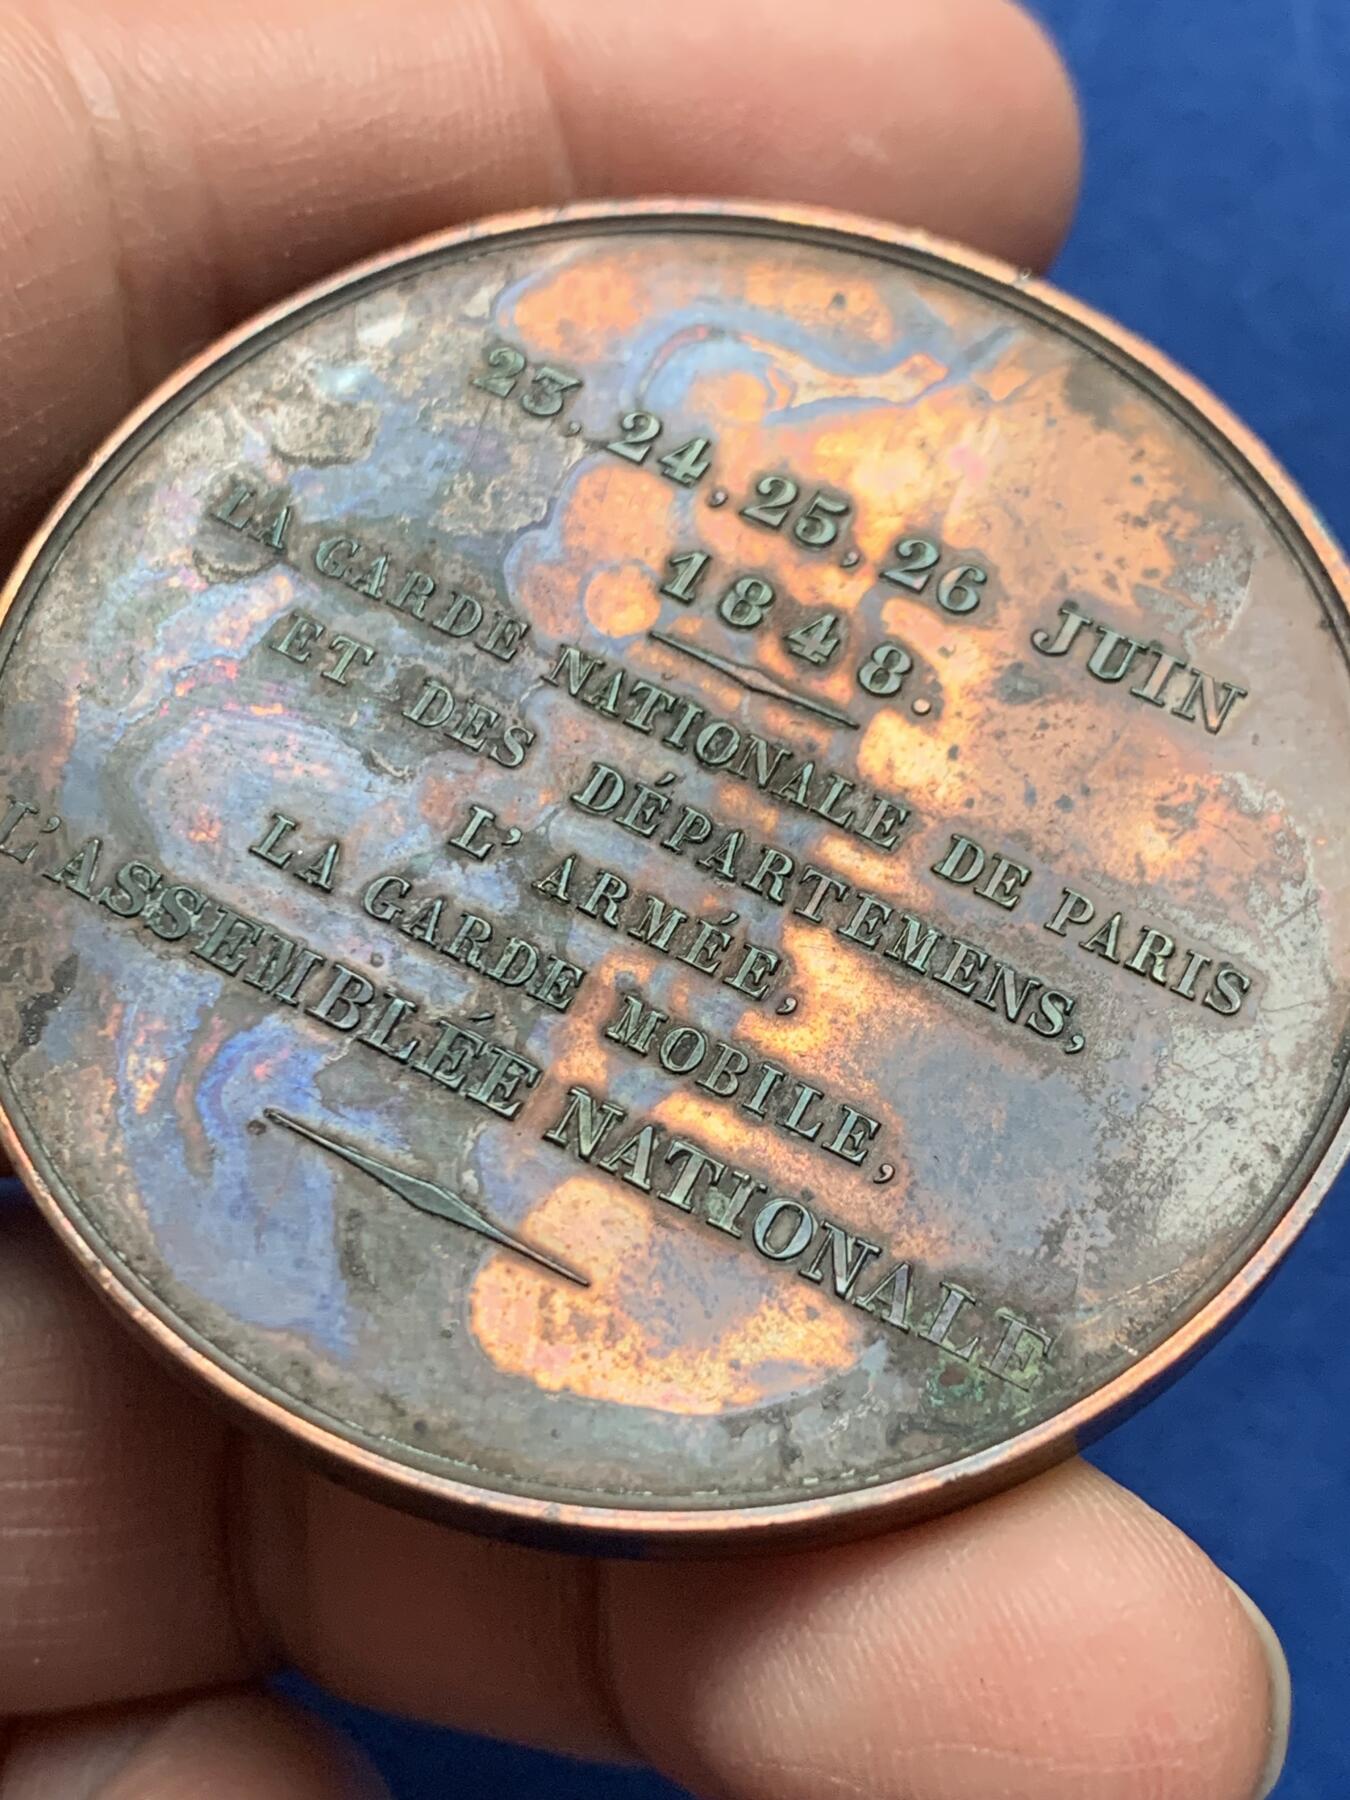 23, 24, 25, 26 JUIN
1848.
LA GARDE NATIONALE DE PARIS
ET DES DÉPARTEMENS,
L'ARMÉE,
LA GARDE MOBILE,
L'ASSEMBLÉE NATIONALE